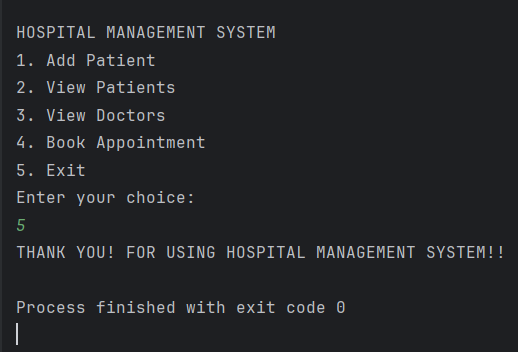 HOSPITAL MANAGEMENT SYSTEM
1. Add Patient
2. View Patients
3. View Doctors
4. Book Appointment
5. Exit
Enter your choice:
5
THANK YOU! FOR USING HOSPITAL MANAGEMENT SYSTEM!!
Process finished with exit code 0